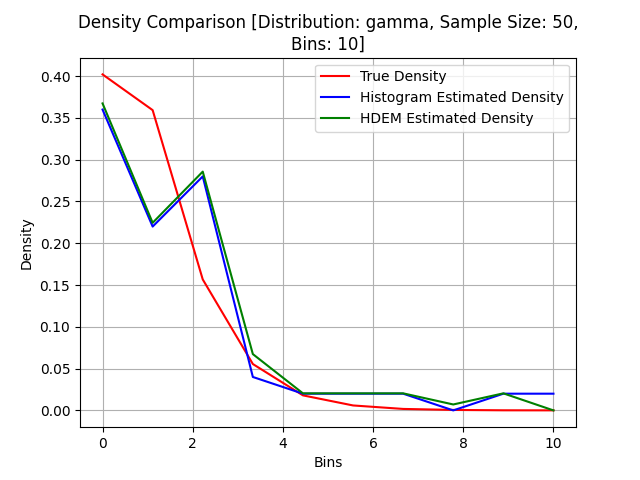 Density Comparison [Distribution: gamma, Sample Size: 50,
Bins: 10]
True Density
Histogram Estimated Density
HDEM Estimated Density
Density
0.40
0.35
0.30
0.25
0.20
0.15
0.10
0.05
0.00
0 2 4 6 8 10
Bins